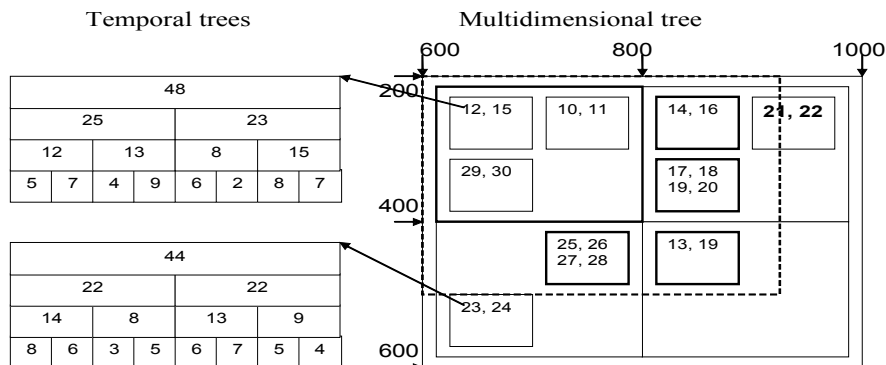 Temporal trees
Multidimensional tree
600 800 1000
200
48
25 23
12 13 8 15
5 7 4 9 6 2 8 7
12, 15 10, 11 14, 16 21, 22
29, 30
17, 18
19, 20
400
44
22 22
14 8 13 9
8 6 3 5 6 7 5 4
25, 26
27, 28
13, 19
23, 24
600